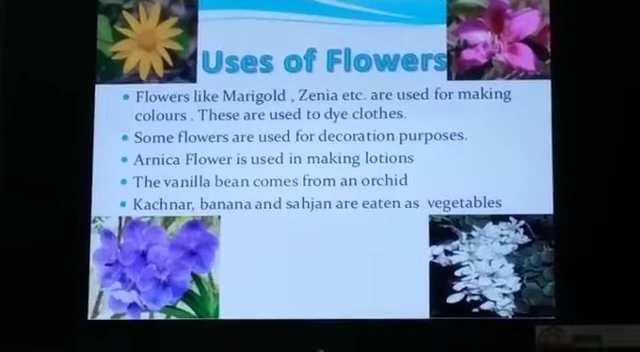 Uses of Flowers
Flowers like Marigold , Zenia etc. are used for making
colours . These are used to dye clothes.
Some flowers are used for decoration purposes.
Arnica Flower is used in making lotions
The vanilla bean comes from an orchid
Kachnar, banana and sahjan are eaten as vegetables